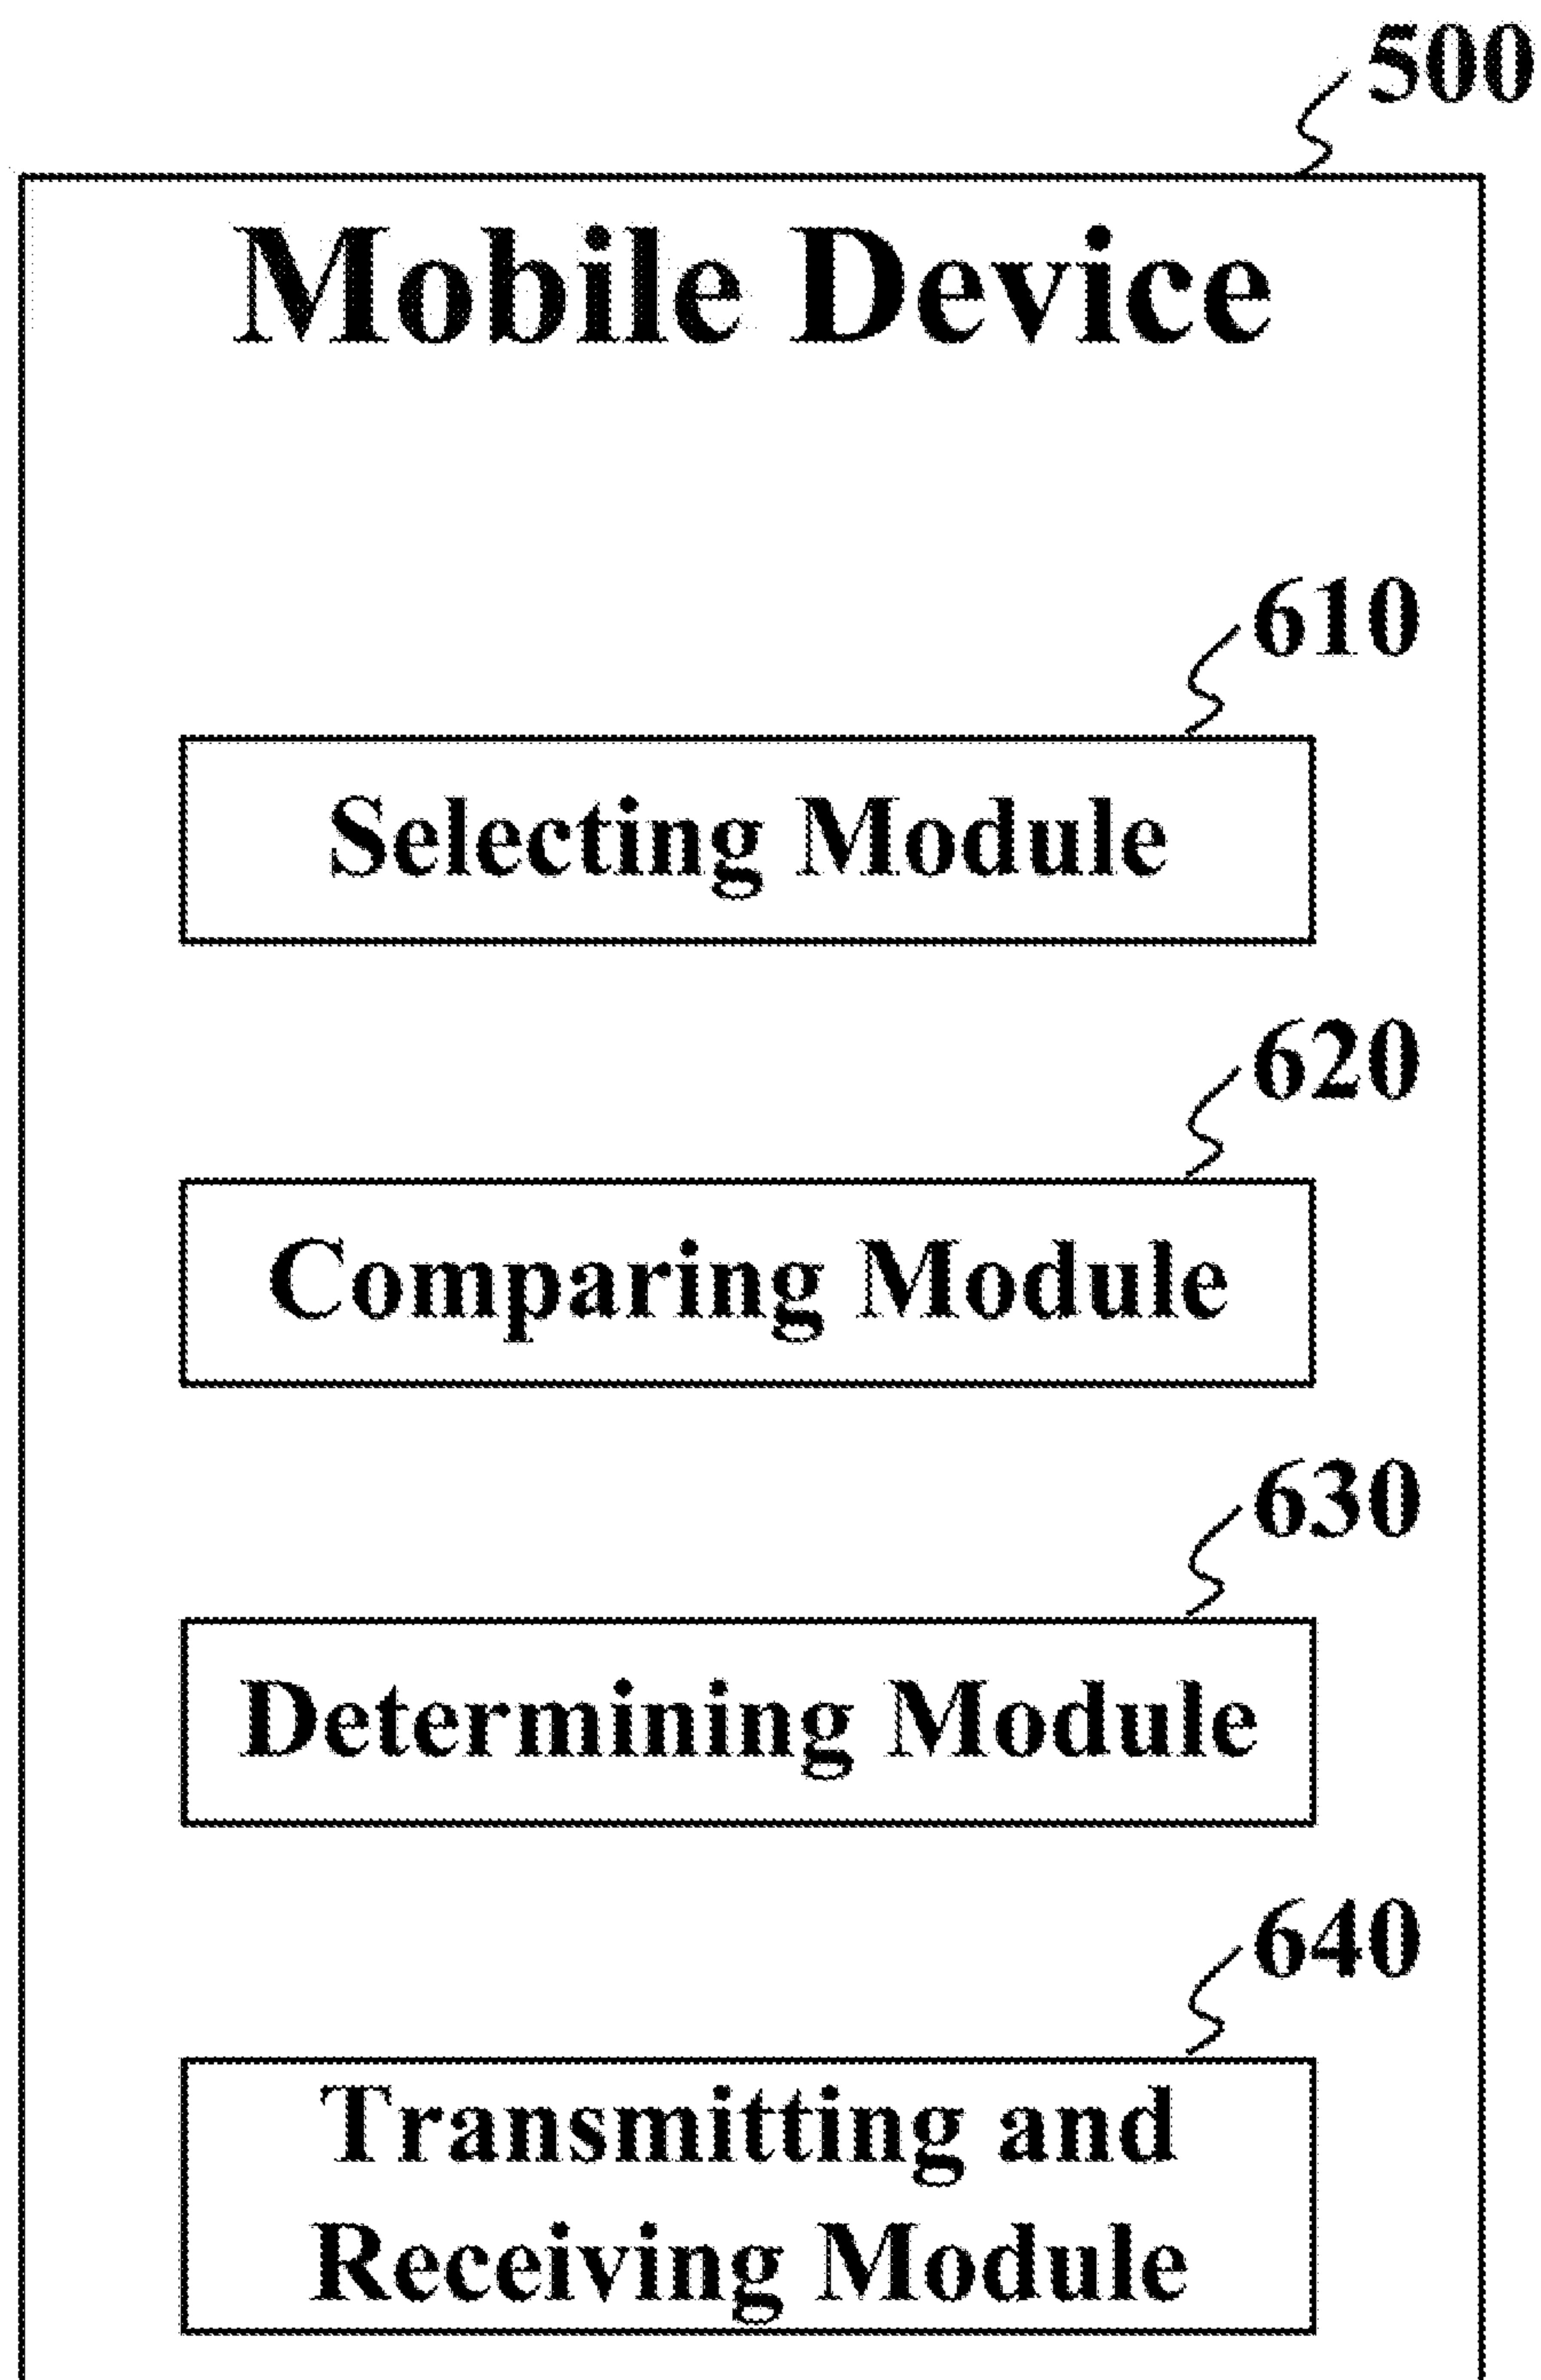 500
Mobile Device
610
Selecting Module
620
Comparing Module
630
Determining Module
640
Transmitting and
Receiving Module